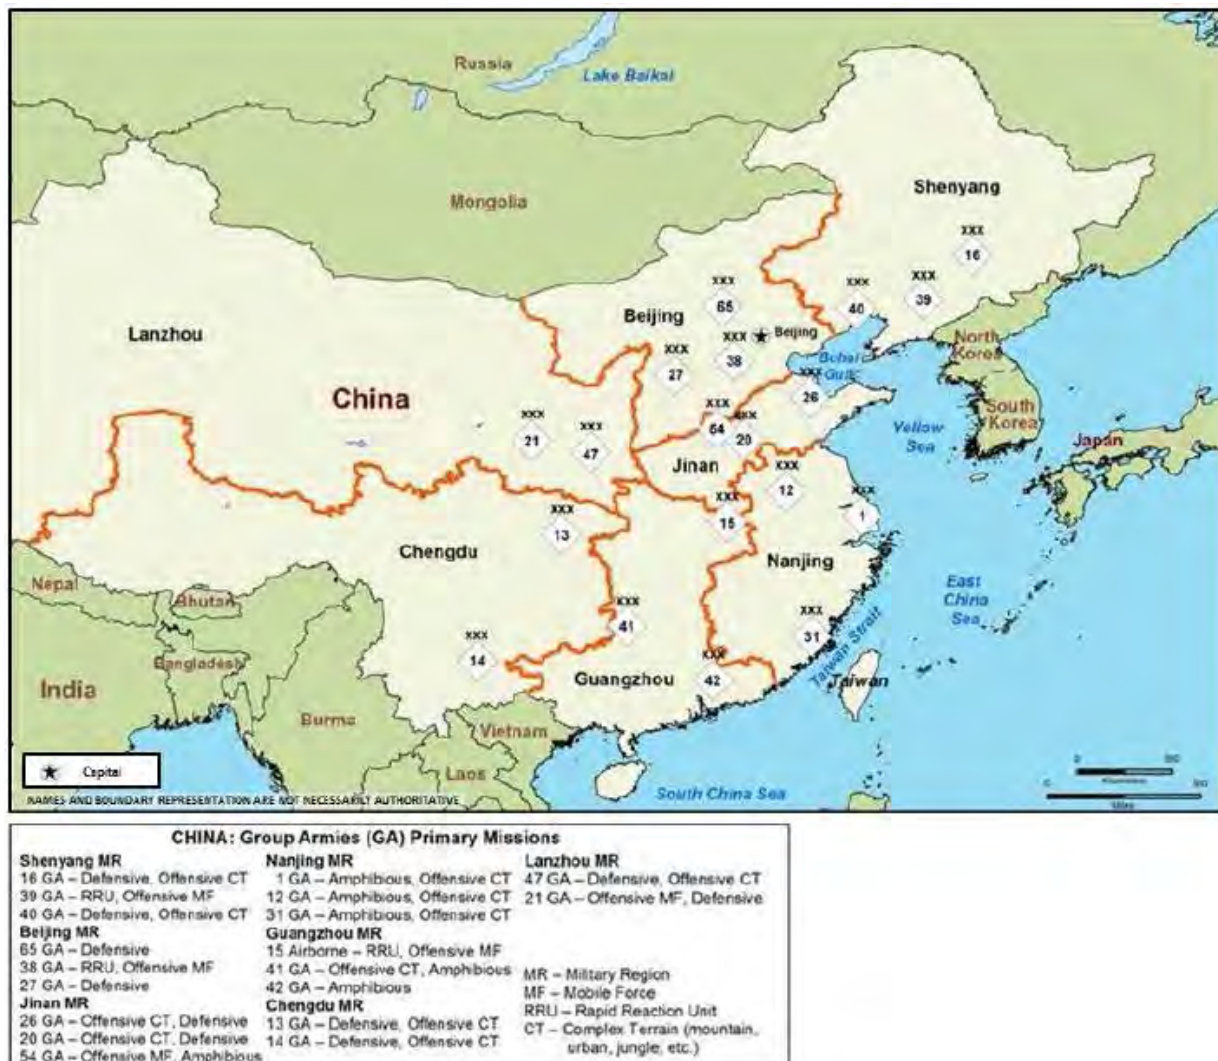 Russia
Lake Baikal
Mongolia
Shenyang
XXX
16
XXX
39
XXX
40
XXX
65
Beijing
Beijing
XXX
38
XXX
27
Lanzhou
China
North Korea
Bohai Gulf
XXX
26
South Korea
Yellow Sea
Japan
XXX
54
XXX
20
XXX
21
XXX
47
Jinan
XXX
12
XXX
1
XXX
15
XXX
13
Chengdu
Nanjing
Nepal
Bhutan
East China Sea
XXX
41
XXX
31
Taiwan Strait
Bangladesh
XXX
14
Guangzhou
XXX
42
Taiwan
India
Burma
Vietnam
Laos
South China Sea
Capital
NAMES AND BOUNDARY REPRESENTATION ARE NOT NECESSARILY AUTHORITATIVE
CHINA: Group Armies (GA) Primary Missions
Shenyang MR
16 GA – Defensive, Offensive CT
39 GA – RRU, Offensive MF
40 GA – Defensive, Offensive CT
Beijing MR
65 GA – Defensive
38 GA – RRU, Offensive MF
27 GA – Defensive
Jinan MR
26 GA – Offensive CT, Defensive
20 GA – Offensive CT, Defensive
54 GA – Offensive MF, Amphibious
Nanjing MR
1 GA – Amphibious, Offensive CT
12 GA – Amphibious, Offensive CT
31 GA – Amphibious, Offensive CT
Guangzhou MR
15 Airborne – RRU, Offensive MF
41 GA – Offensive CT, Amphibious
42 GA – Amphibious
Chengdu MR
13 GA – Defensive, Offensive CT
14 GA – Defensive, Offensive CT
Lanzhou MR
47 GA – Defensive, Offensive CT
21 GA – Offensive MF, Defensive
MR – Military Region
MF – Mobile Force
RRU – Rapid Reaction Unit
CT – Complex Terrain (mountain,
urban, jungle, etc.)